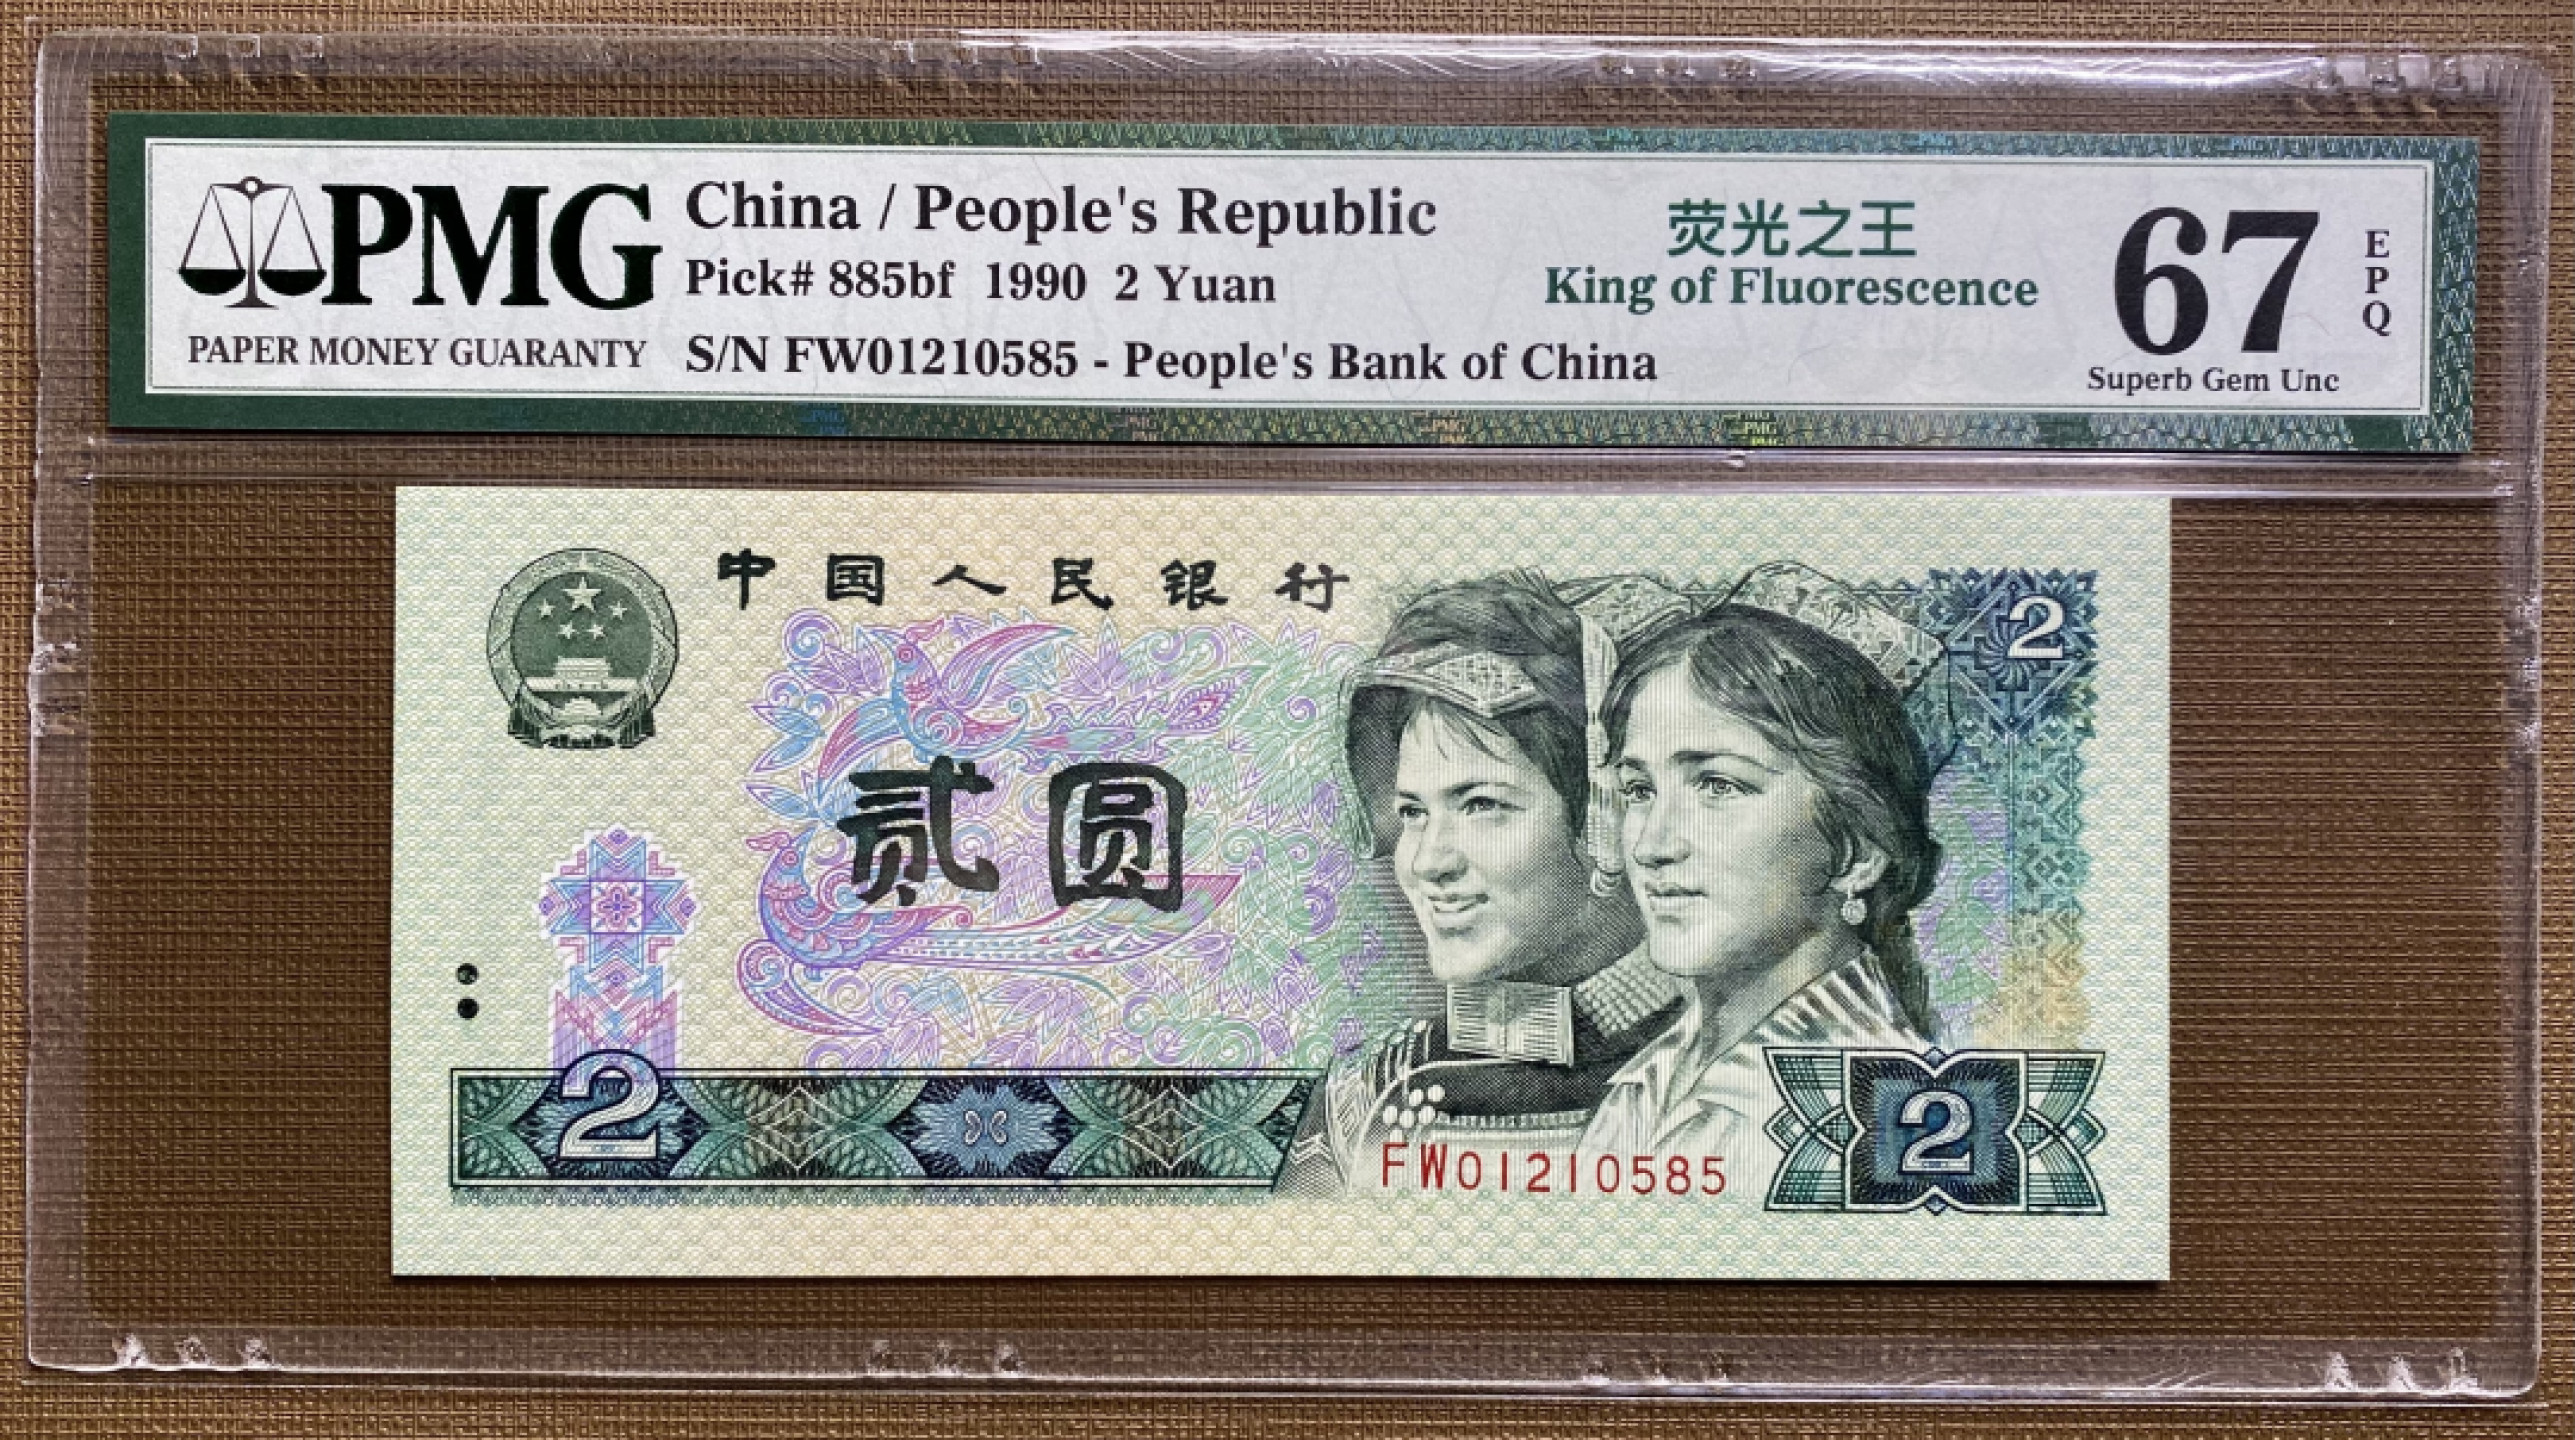 PMG
PAPER MONEY GUARANTY
China / People's Republic
Pick# 885bf 1990 2 Yuan
S/N FW01210585 - People's Bank of China
荧光之王
King of Fluorescence
67
EPQ
Superb Gem Unc
中国人民银行
2
贰圆
2
FW01210585
2